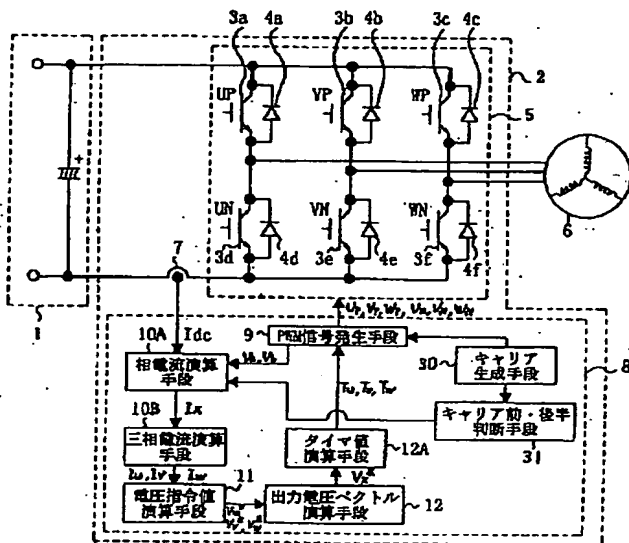 3a 4a 3b 4b 3c 4c
2
UP VP WP
5
+
UN VN WN
6
7
3d 4d 3e 4e 3f 4f
1
10A Idc
相電流演算
手段
9 PWM信号発生手段
30 キャリア
生成手段
8
Ix
10B
三相電流演算
手段
タイマ値
演算手段
12A
キャリア前・後半
判断手段
31
Iu, Iv Iw
11
電圧指令値
演算手段
出力電圧ベクトル
演算手段
12